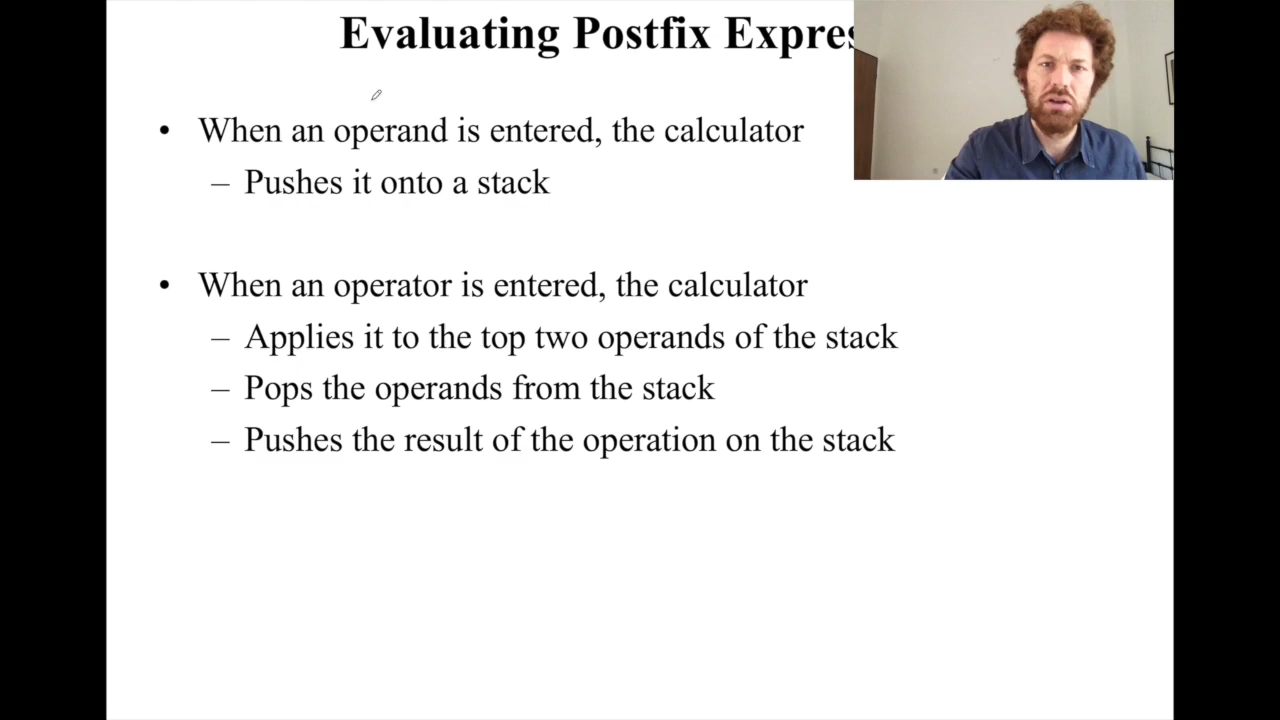 Evaluating Postfix Expres
• When an operand is entered, the calculator
– Pushes it onto a stack
• When an operator is entered, the calculator
– Applies it to the top two operands of the stack
– Pops the operands from the stack
– Pushes the result of the operation on the stack